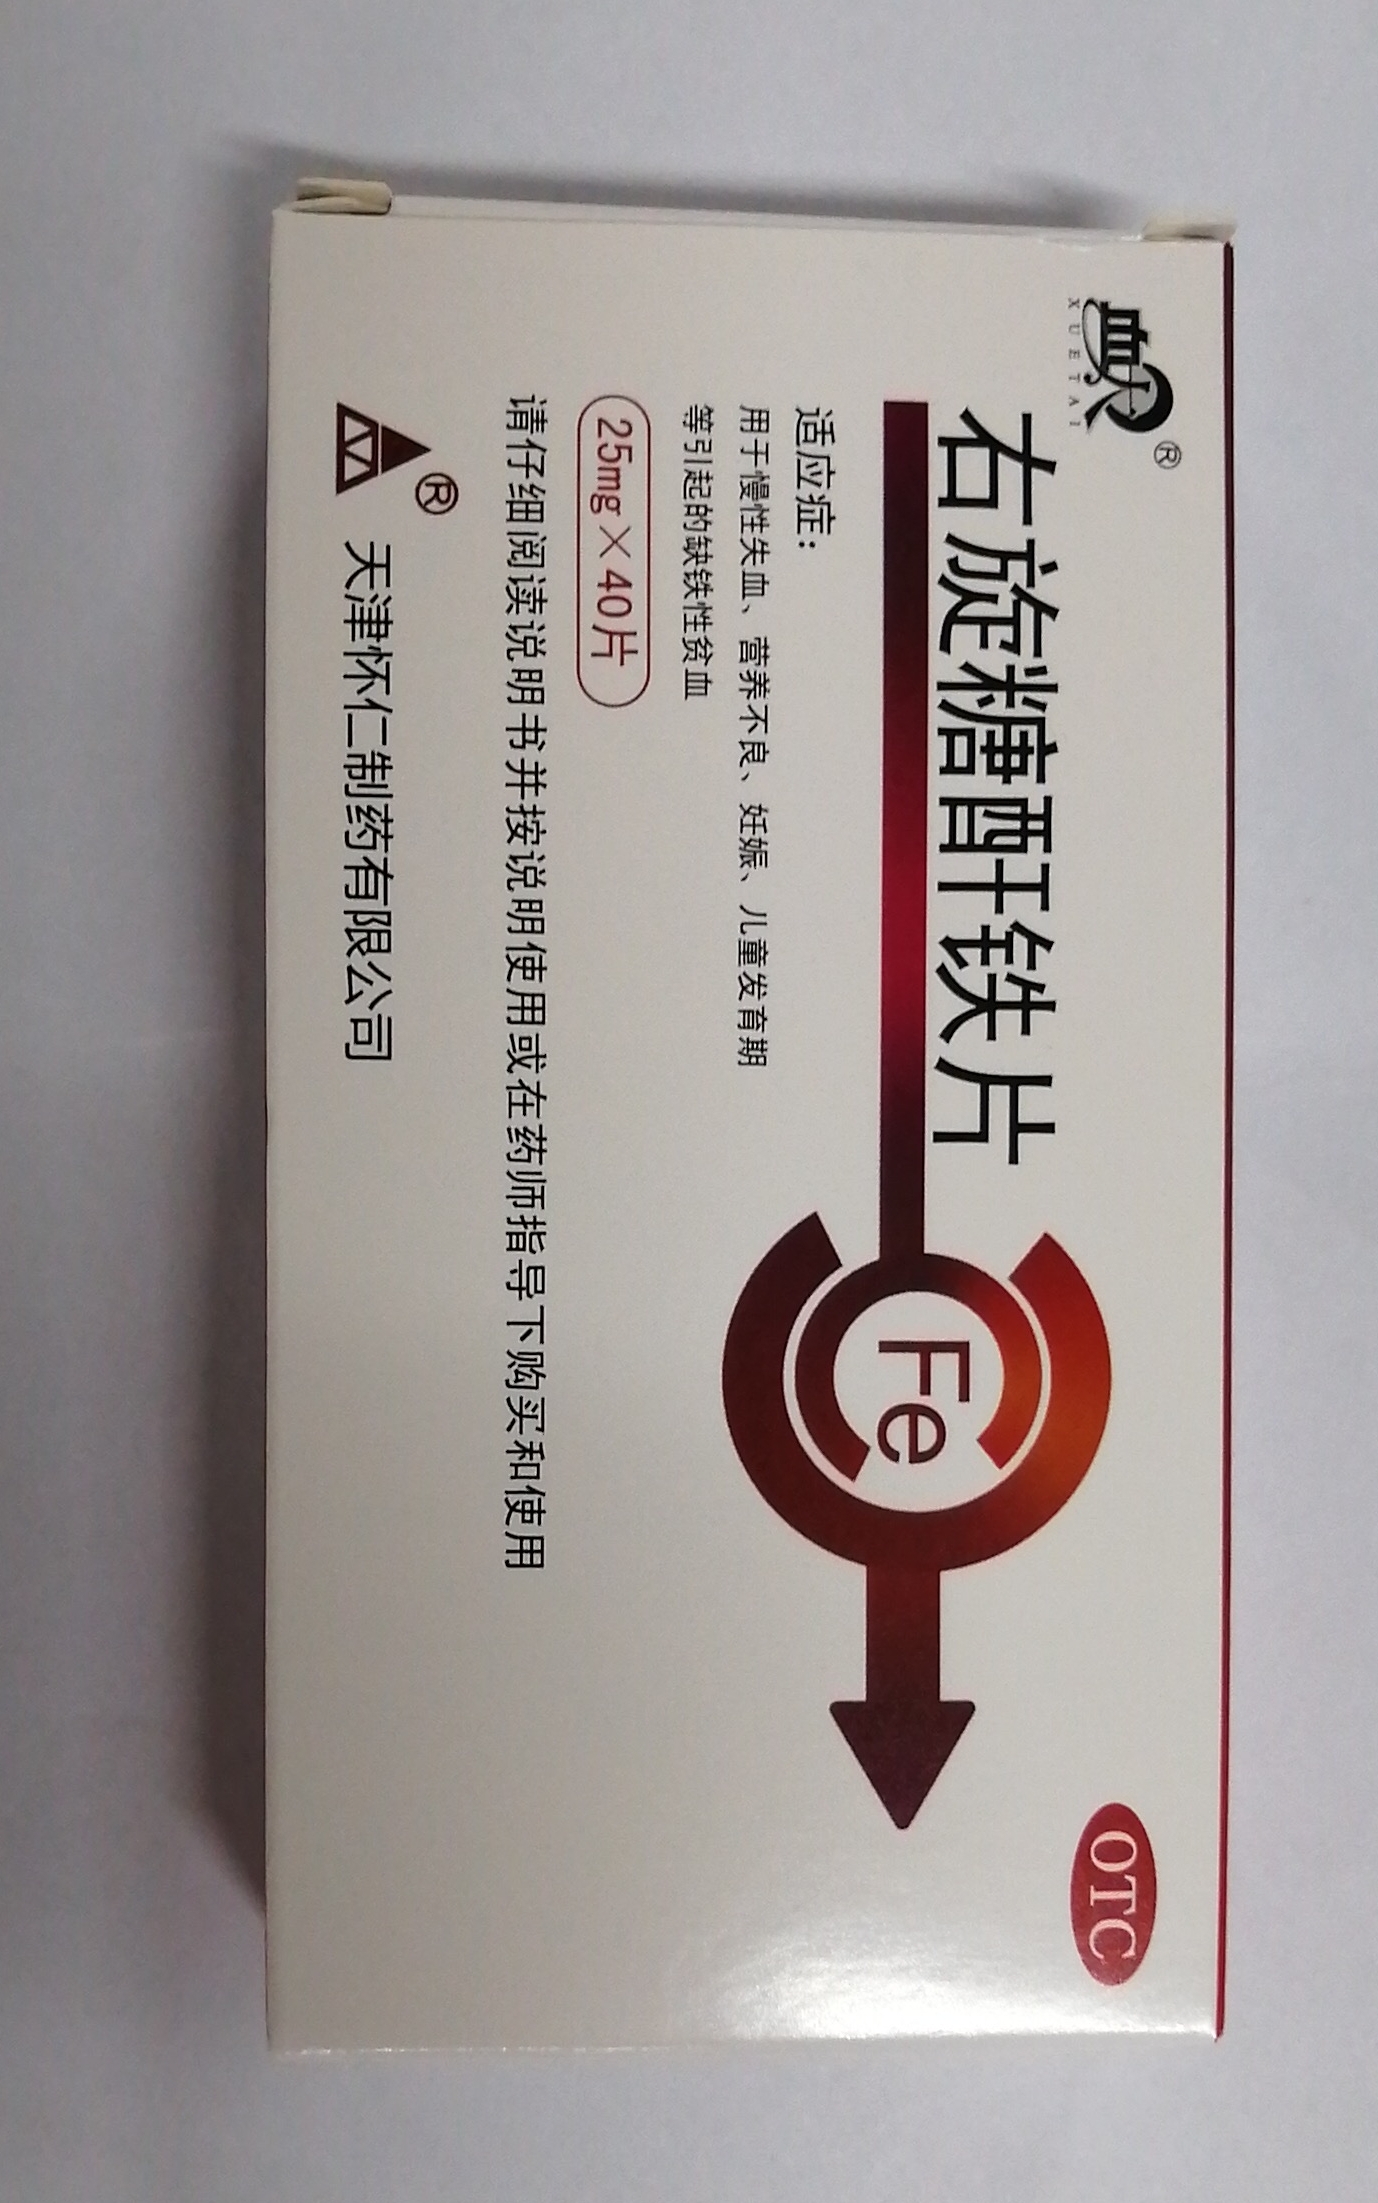 血钛®
XUETAI
OTC
右旋糖酐铁片
Fe
适应症：
用于慢性失血、营养不良、妊娠、儿童发育期
等引起的缺铁性贫血
25mg×40片
请仔细阅读说明书并按说明使用或在药师指导下购买和使用
® 天津怀仁制药有限公司